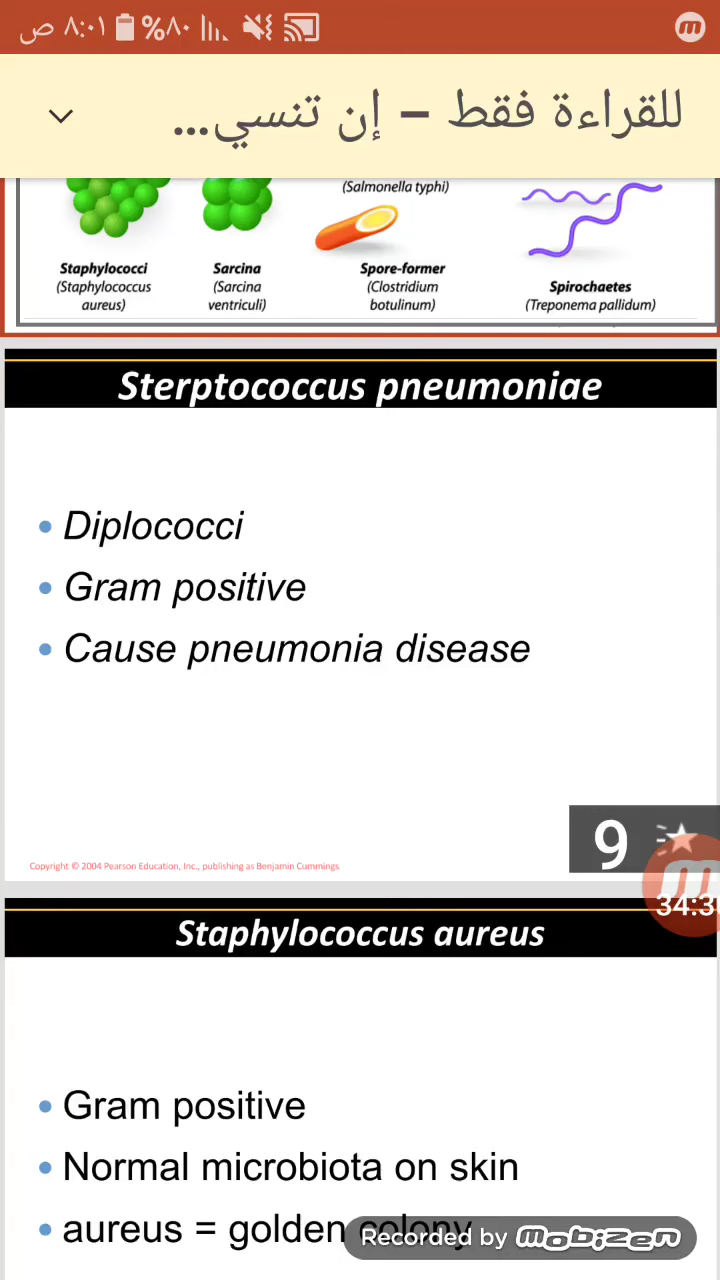 ٨:٠١ ص
%٨٠
للقراءة فقط – إن تنسي...
(Salmonella typhi)
Staphylococci
(Staphylococcus
aureus)
Sarcina
(Sarcina
ventriculi)
Spore-former
(Clostridium
botulinum)
Spirochaetes
(Treponema pallidum)
Sterptococcus pneumoniae
• Diplococci
• Gram positive
• Cause pneumonia disease
9
Copyright © 2004 Pearson Education, Inc., publishing as Benjamin Cummings
34:3
Staphylococcus aureus
• Gram positive
• Normal microbiota on skin
• aureus = golden colony
Recorded by mobizen